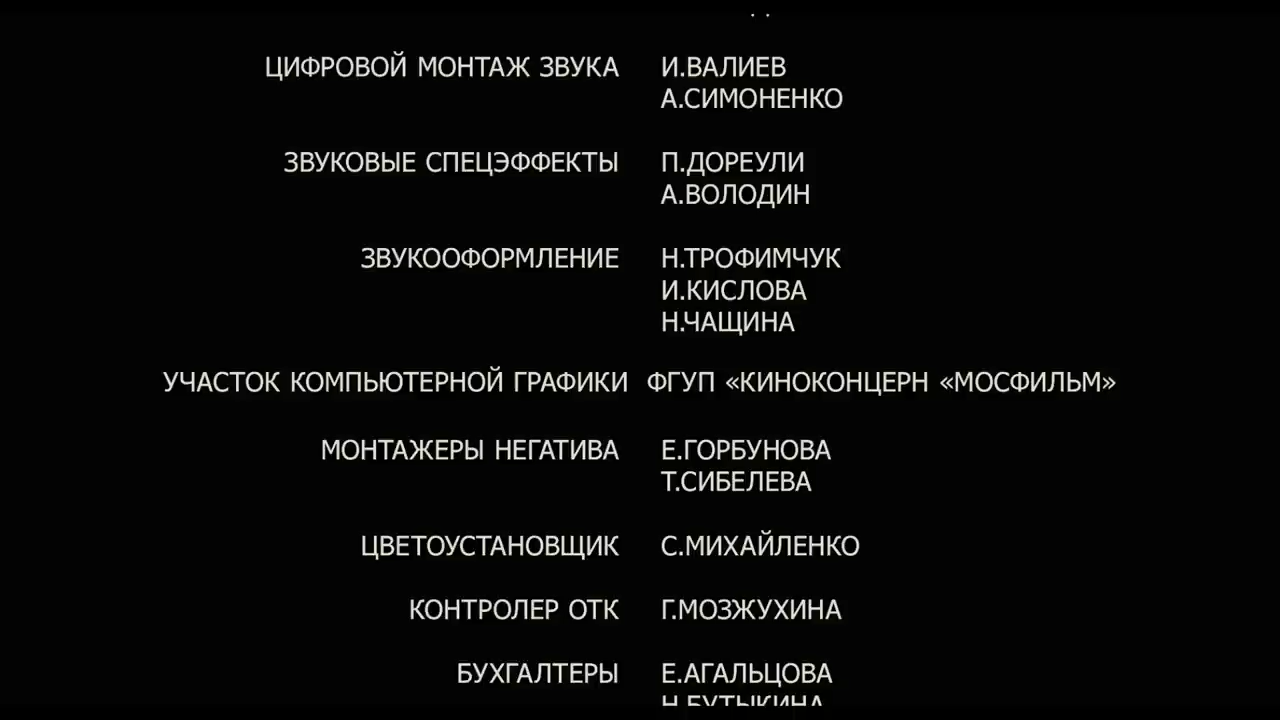 ЦИФРОВОЙ МОНТАЖ ЗВУКА И.ВАЛИЕВ
А.СИМОНЕНКО
ЗВУКОВЫЕ СПЕЦЭФФЕКТЫ П.ДОРЕУЛИ
А.ВОЛОДИН
ЗВУКООФОРМЛЕНИЕ Н.ТРОФИМЧУК
И.КИСЛОВА
Н.ЧАЩИНА
УЧАСТОК КОМПЬЮТЕРНОЙ ГРАФИКИ ФГУП «КИНОКОНЦЕРН «МОСФИЛЬМ»
МОНТАЖЕРЫ НЕГАТИВА Е.ГОРБУНОВА
Т.СИБЕЛЕВА
ЦВЕТОУСТАНОВЩИК С.МИХАЙЛЕНКО
КОНТРОЛЕР ОТК Г.МОЗЖУХИНА
БУХГАЛТЕРЫ Е.АГАЛЬЦОВА
Н.БУТЫКИНА